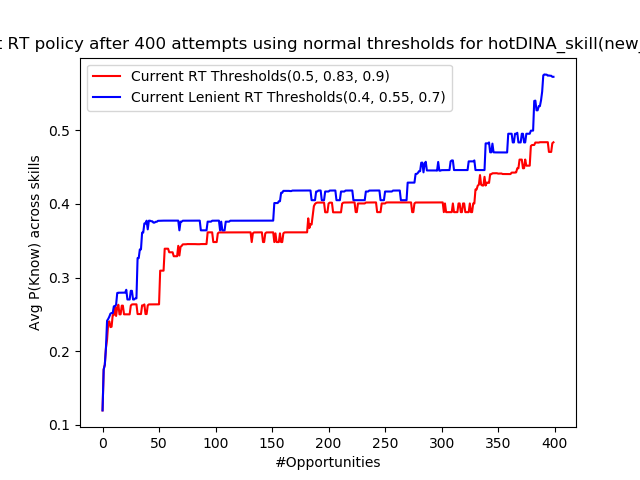 RT policy after 400 attempts using normal thresholds for hotDINA_skill(new_
Current RT Thresholds(0.5, 0.83, 0.9)
Current Lenient RT Thresholds(0.4, 0.55, 0.7)
Avg P(Know) across skills
0.5
0.4
0.3
0.2
0.1
0 50 100 150 200 250 300 350 400
#Opportunities